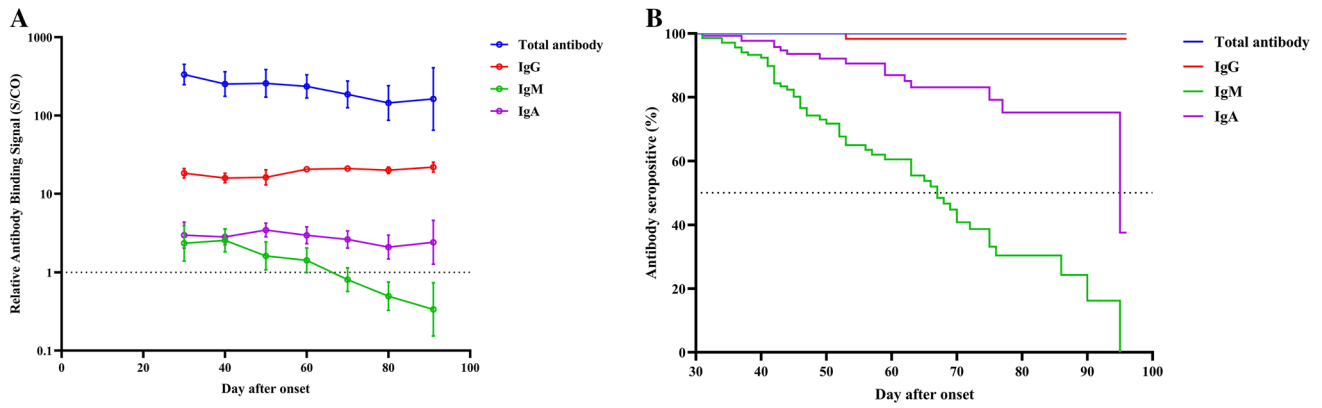 A
Relative Antibody Binding Signal (S/CO)
1000
100
10
1
0.1
0 20 40 60 80 100
Day after onset
Total antibody
IgG
IgM
IgA
B
Antibody seropositive (%)
100
80
60
40
20
0
30 40 50 60 70 80 90 100
Day after onset
Total antibody
IgG
IgM
IgA